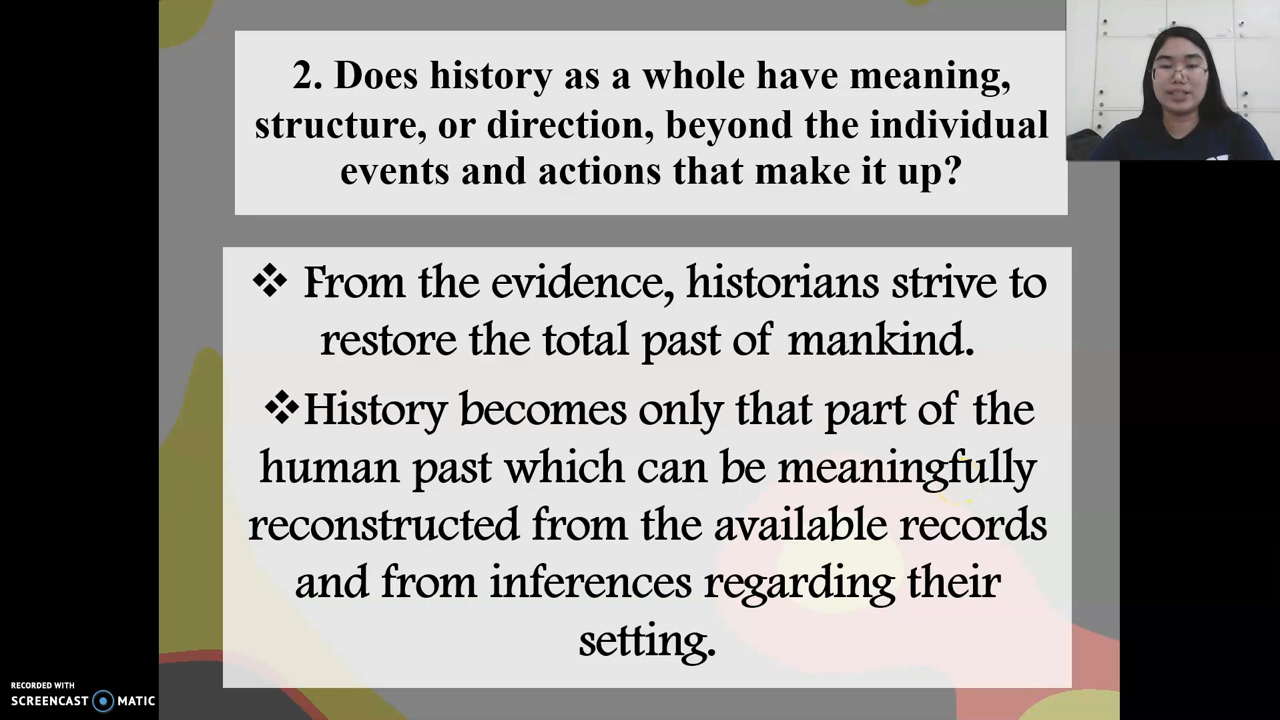 2. Does history as a whole have meaning,
structure, or direction, beyond the individual
events and actions that make it up?
❖ From the evidence, historians strive to
restore the total past of mankind.
❖History becomes only that part of the
human past which can be meaningfully
reconstructed from the available records
and from inferences regarding their
setting.
RECORDED WITH
SCREENCAST MATIC